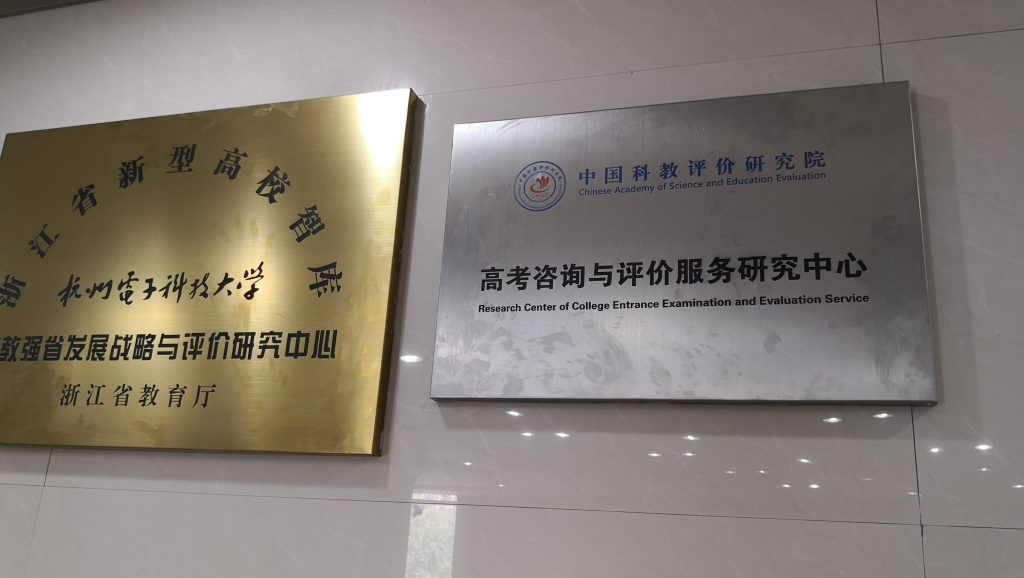 浙江省新型高校智库
杭州電子科技大学
教强省发展战略与评价研究中心
浙江省教育厅
中国科教评价研究院
Chinese Academy of Science and Education Evaluation
高考咨询与评价服务研究中心
Research Center of College Entrance Examination and Evaluation Service